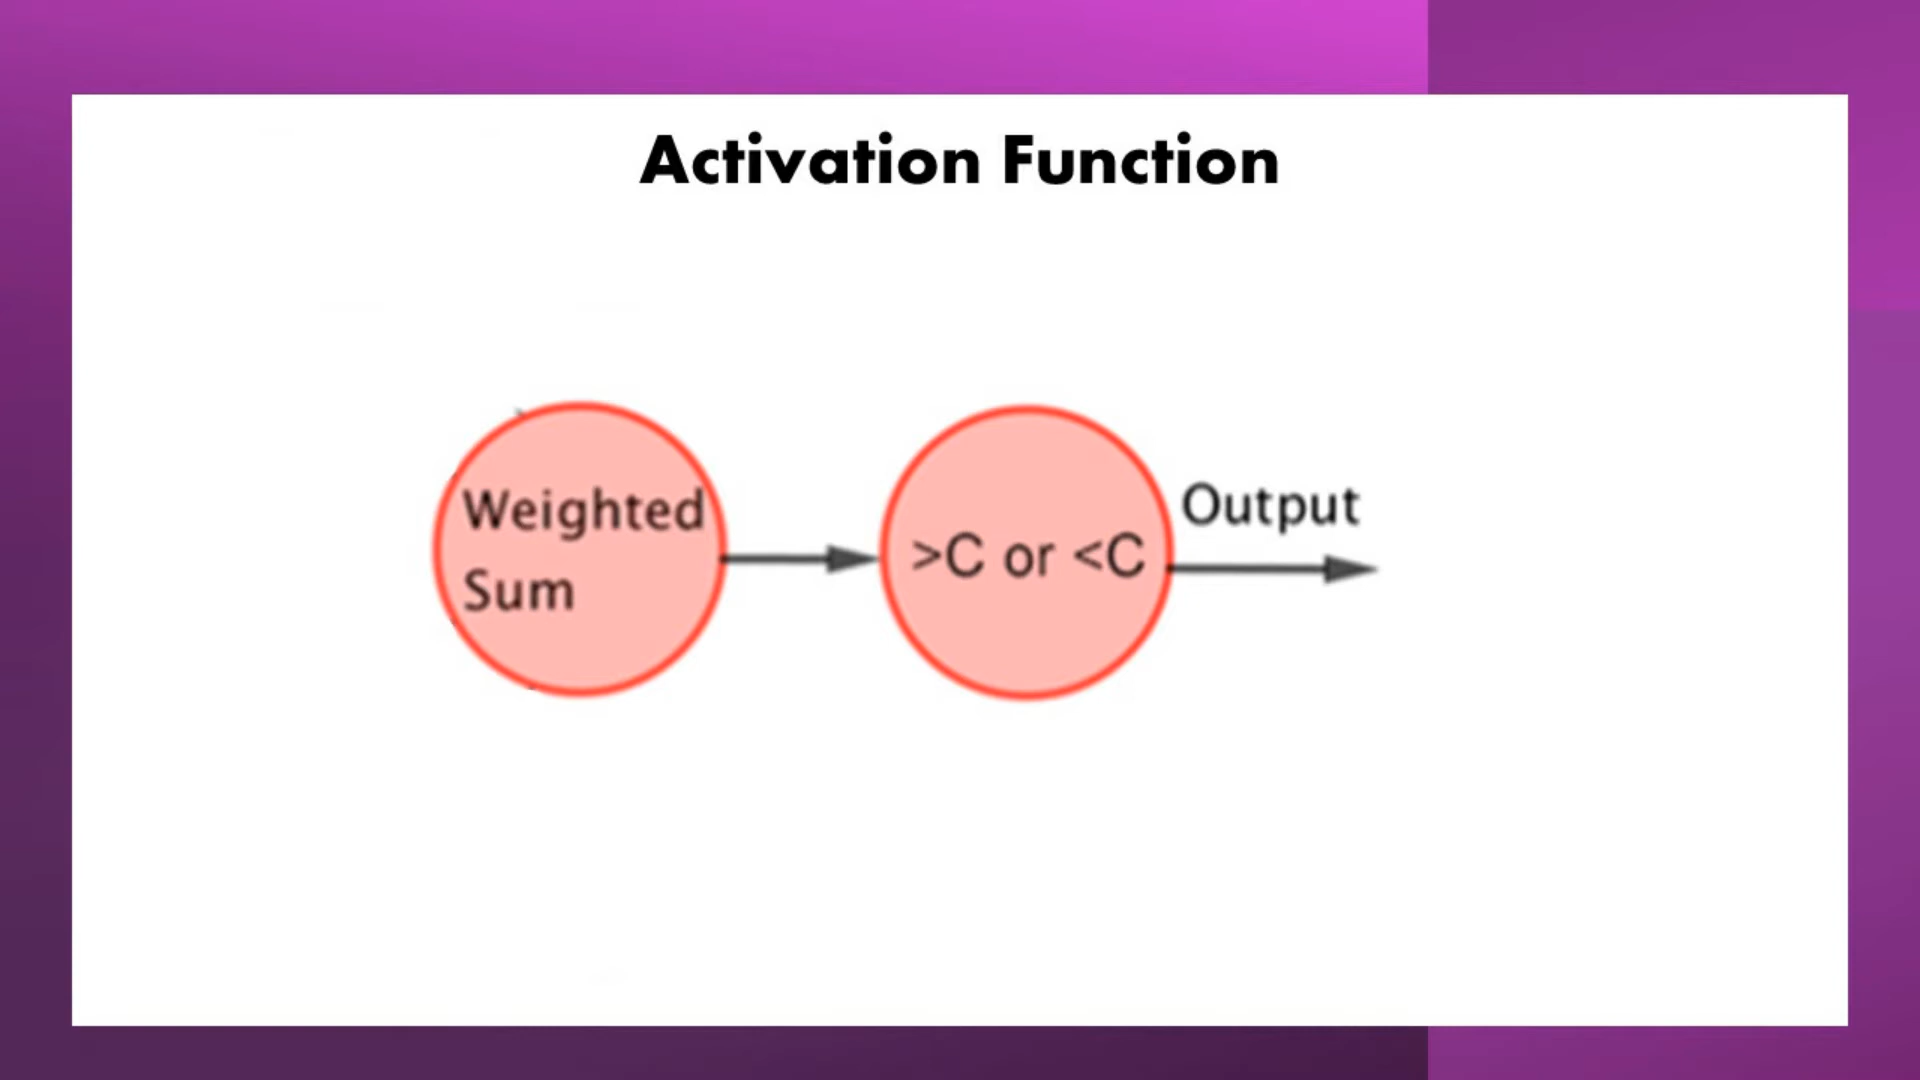 Activation Function
Weighted
Sum
>C or <C
Output